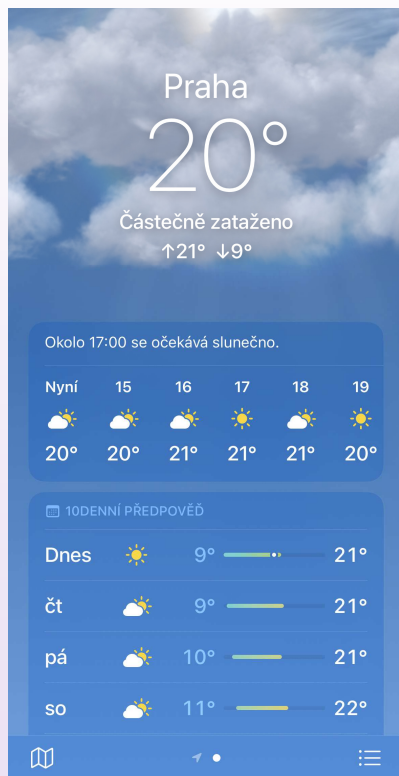 Praha
20°
Částečně zataženo
↑21° ↓9°
Okolo 17:00 se očekává slunečno.
Nyní 15 16 17 18 19
20° 20° 21° 21° 21° 20°
10DENNÍ PŘEDPOVĚĎ
Dnes 9° 21°
čt 9° 21°
pá 10° 21°
so 11° 22°